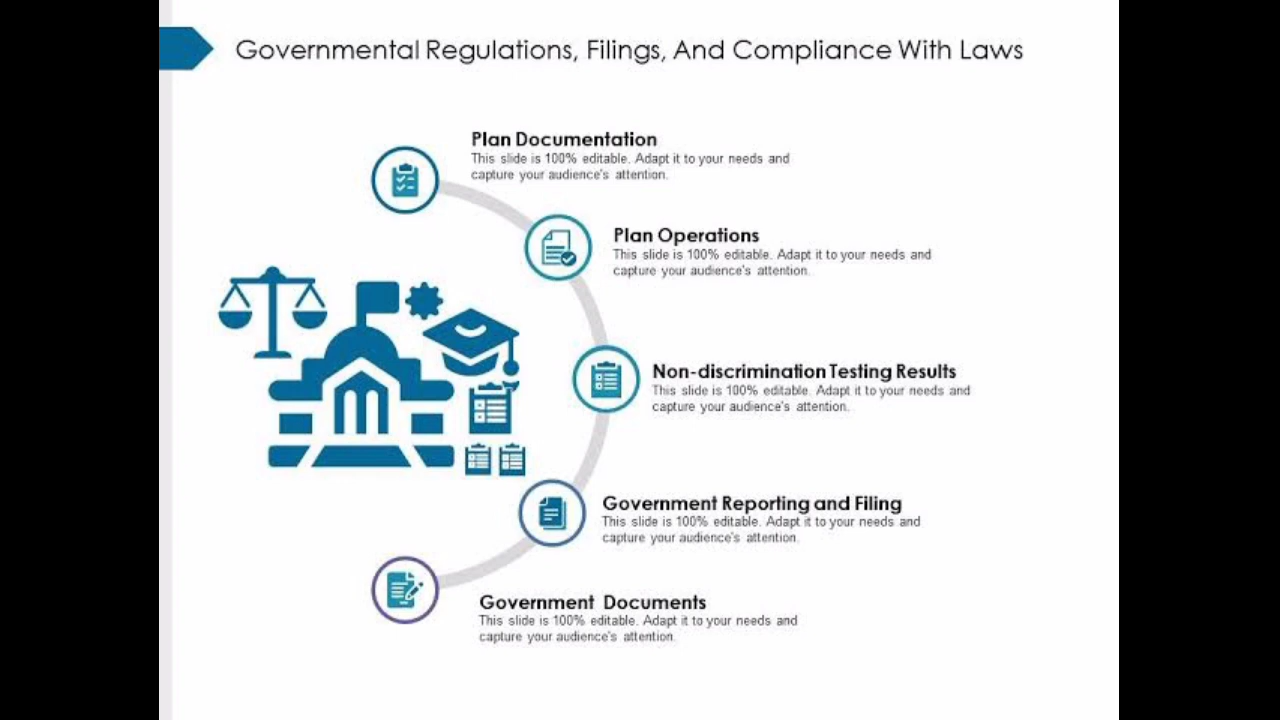 Governmental Regulations, Filings, And Compliance With Laws
Plan Documentation
This slide is 100% editable. Adapt it to your needs and
capture your audience's attention.
Plan Operations
This slide is 100% editable. Adapt it to your needs and
capture your audience's attention.
Non-discrimination Testing Results
This slide is 100% editable. Adapt it to your needs and
capture your audience's attention.
Government Reporting and Filing
This slide is 100% editable. Adapt it to your needs and
capture your audience's attention.
Government Documents
This slide is 100% editable. Adapt it to your needs and
capture your audience's attention.